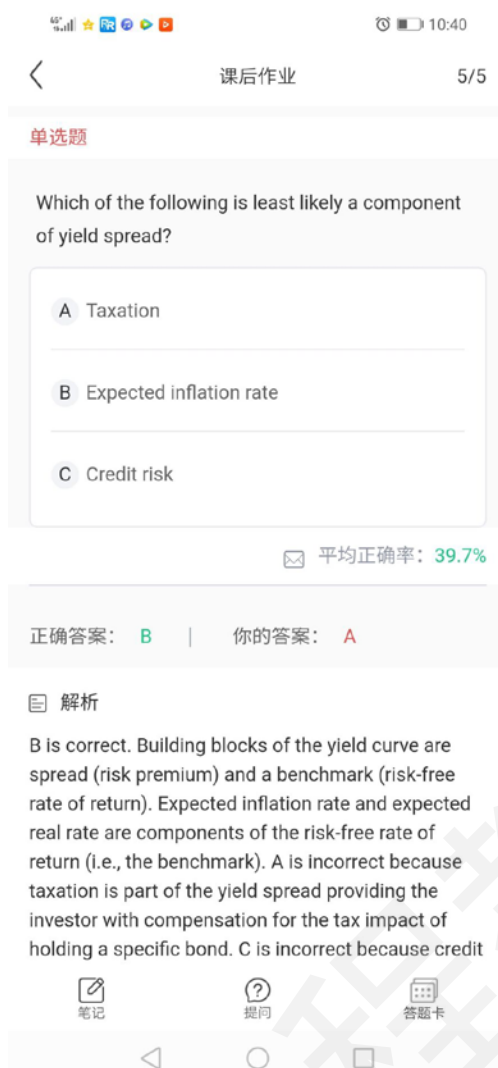 10:40
课后作业 5/5
单选题
Which of the following is least likely a component
of yield spread?
A Taxation
B Expected inflation rate
C Credit risk
平均正确率：39.7%
正确答案： B | 你的答案： A
解析
B is correct. Building blocks of the yield curve are
spread (risk premium) and a benchmark (risk-free
rate of return). Expected inflation rate and expected
real rate are components of the risk-free rate of
return (i.e., the benchmark). A is incorrect because
taxation is part of the yield spread providing the
investor with compensation for the tax impact of
holding a specific bond. C is incorrect because credit
笔记 提问 答题卡